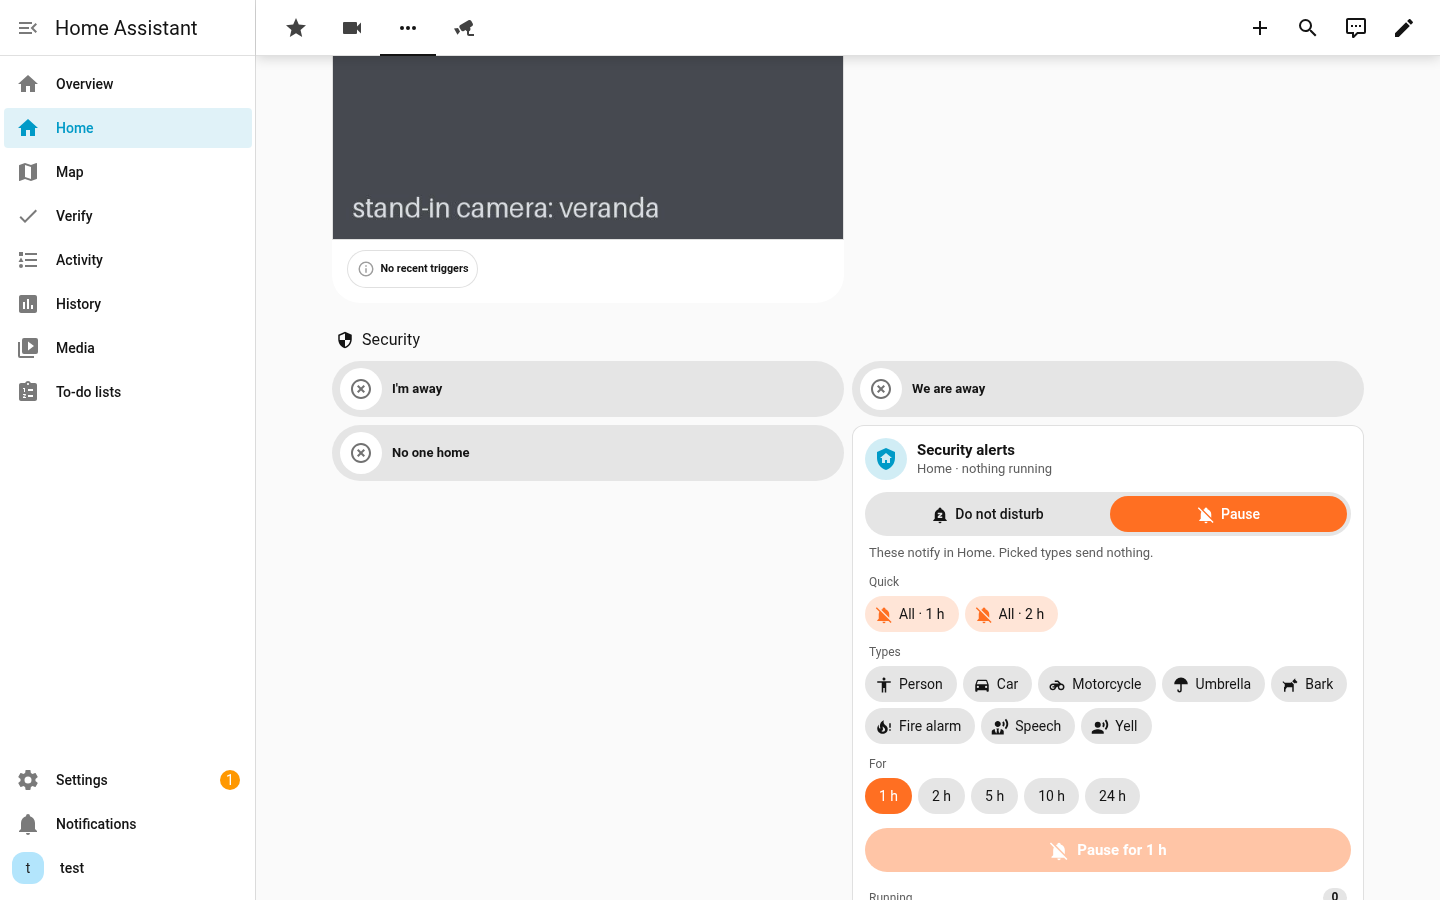 Home Assistant
Overview
Home
Map
Verify
Activity
History
Media
To-do lists
Settings
1
Notifications
t
test
stand-in camera: veranda
No recent triggers
Security
I'm away
We are away
No one home
Security alerts
Home · nothing running
Do not disturb
Pause
These notify in Home. Picked types send nothing.
Quick
All · 1 h
All · 2 h
Types
Person
Car
Motorcycle
Umbrella
Bark
Fire alarm
Speech
Yell
For
1 h
2 h
5 h
10 h
24 h
Pause for 1 h
Running
0